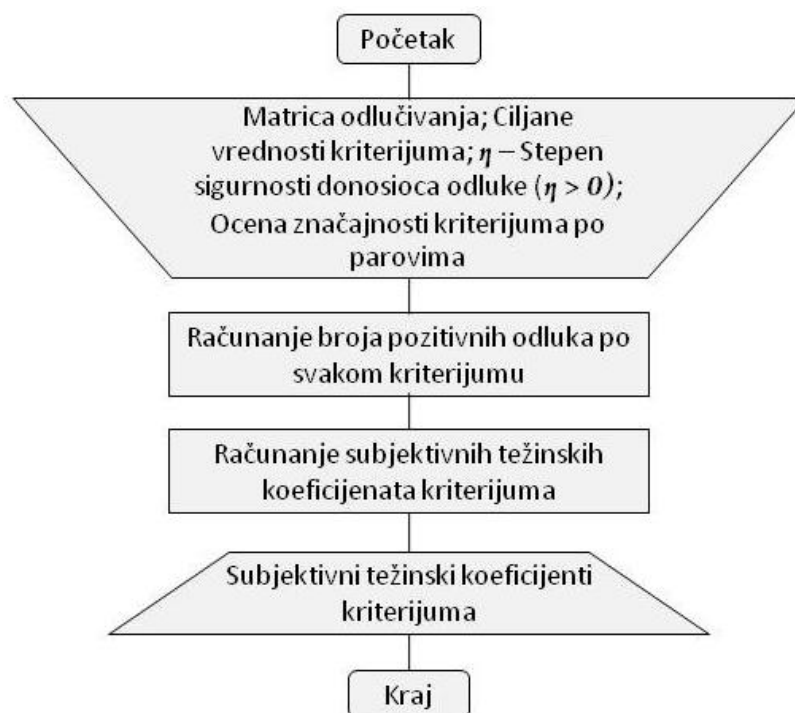 Početak
Matrica odlučivanja; Ciljane
vrednosti kriterijuma; η – Stepen
sigurnosti donosioca odluke (η > 0);
Ocena značajnosti kriterijuma po
parovima
Računanje broja pozitivnih odluka po
svakom kriterijumu
Računanje subjektivnih težinskih
koeficijenata kriterijuma
Subjektivni težinski koeficijenti
kriterijuma
Kraj